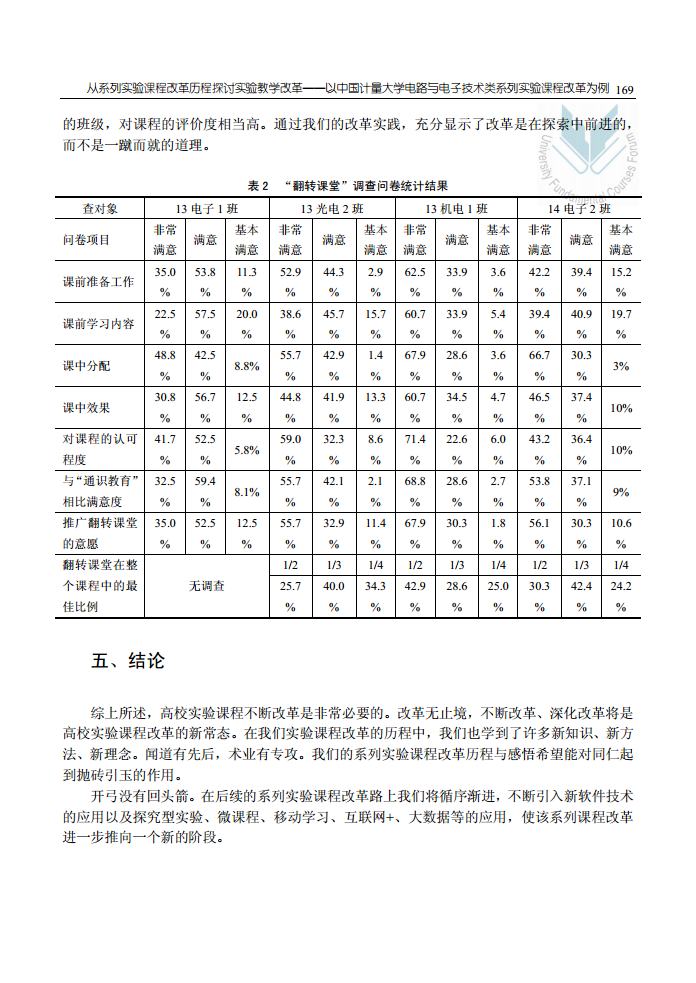 从系列实验课程改革历程探讨实验教学改革——以中国计量大学电路与电子技术类系列实验课程改革为例 169
University Fundamental Courses Forum
的班级，对课程的评价度相当高。通过我们的改革实践，充分显示了改革是在探索中前进的，
而不是一蹴而就的道理。
表 2 “翻转课堂”调查问卷统计结果
查对象 13 电子 1 班 13 光电 2 班 13 机电 1 班 14 电子 2 班
非常 基本 非常 基本 非常 基本 非常 基本
问卷项目 满意 满意 满意 满意
满意 满意 满意 满意 满意 满意 满意 满意
35.0 53.8 11.3 52.9 44.3 2.9 62.5 33.9 3.6 42.2 39.4 15.2
课前准备工作
% % % % % % % % % % % %
22.5 57.5 20.0 38.6 45.7 15.7 60.7 33.9 5.4 39.4 40.9 19.7
课前学习内容
% % % % % % % % % % % %
48.8 42.5 55.7 42.9 1.4 67.9 28.6 3.6 66.7 30.3
课中分配 8.8% 3%
% % % % % % % % % %
30.8 56.7 12.5 44.8 41.9 13.3 60.7 34.5 4.7 46.5 37.4
课中效果 10%
% % % % % % % % % % %
对课程的认可 41.7 52.5 59.0 32.3 8.6 71.4 22.6 6.0 43.2 36.4
5.8% 10%
程度 % % % % % % % % % %
与“通识教育” 32.5 59.4 55.7 42.1 2.1 68.8 28.6 2.7 53.8 37.1
8.1% 9%
相比满意度 % % % % % % % % % %
推广翻转课堂 35.0 52.5 12.5 55.7 32.9 11.4 67.9 30.3 1.8 56.1 30.3 10.6
的意愿 % % % % % % % % % % % %
翻转课堂在整 1/2 1/3 1/4 1/2 1/3 1/4 1/2 1/3 1/4
个课程中的最 无调查 25.7 40.0 34.3 42.9 28.6 25.0 30.3 42.4 24.2
佳比例 % % % % % % % % %
五、结论
综上所述，高校实验课程不断改革是非常必要的。改革无止境，不断改革、深化改革将是
高校实验课程改革的新常态。在我们实验课程改革的历程中，我们也学到了许多新知识、新方
法、新理念。闻道有先后，术业有专攻。我们的系列实验课程改革历程与感悟希望能对同仁起
到抛砖引玉的作用。
开弓没有回头箭。在后续的系列实验课程改革路上我们将循序渐进，不断引入新软件技术
的应用以及探究型实验、微课程、移动学习、互联网+、大数据等的应用，使该系列课程改革
进一步推向一个新的阶段。